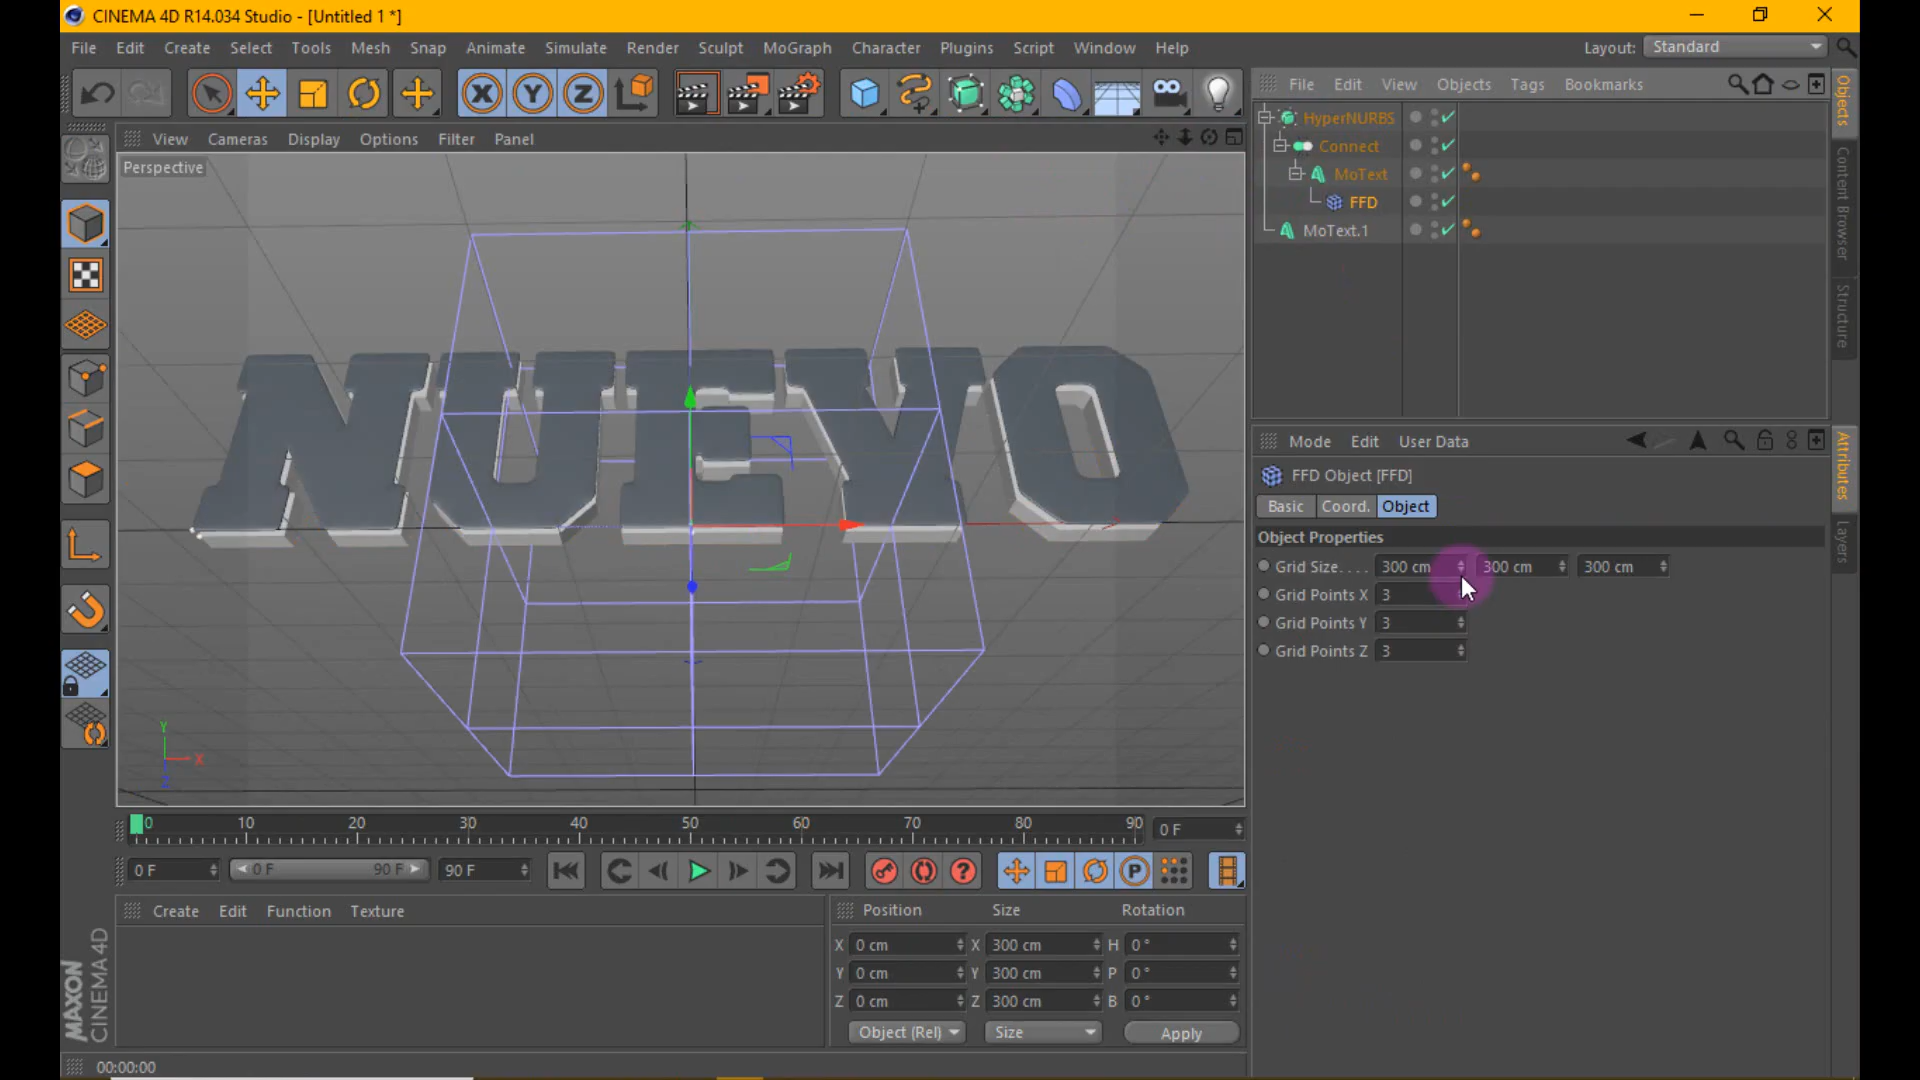 CINEMA 4D R14.034 Studio - [Untitled 1 *]
File Edit Create Select Tools Mesh Snap Animate Simulate Render Sculpt MoGraph Character Plugins Script Window Help Layout: Standard
File Edit View Objects Tags Bookmarks
Objects
Content Browser
Structure
HyperNURBS
Connect
MoText
FFD
MoText.1
View Cameras Display Options Filter Panel
Perspective
NUEVO
Y
X
Z
Mode Edit User Data
Attributes
Layers
FFD Object [FFD]
Basic Coord. Object
Object Properties
Grid Size. . . . 300 cm 300 cm 300 cm
Grid Points X 3
Grid Points Y 3
Grid Points Z 3
0 10 20 30 40 50 60 70 80 90 0 F
0 F 0 F 90 F 90 F
Create Edit Function Texture
Position Size Rotation
X 0 cm X 300 cm H 0 °
Y 0 cm Y 300 cm P 0 °
Z 0 cm Z 300 cm B 0 °
Object (Rel) Size Apply
MAXON
CINEMA 4D
00:00:00